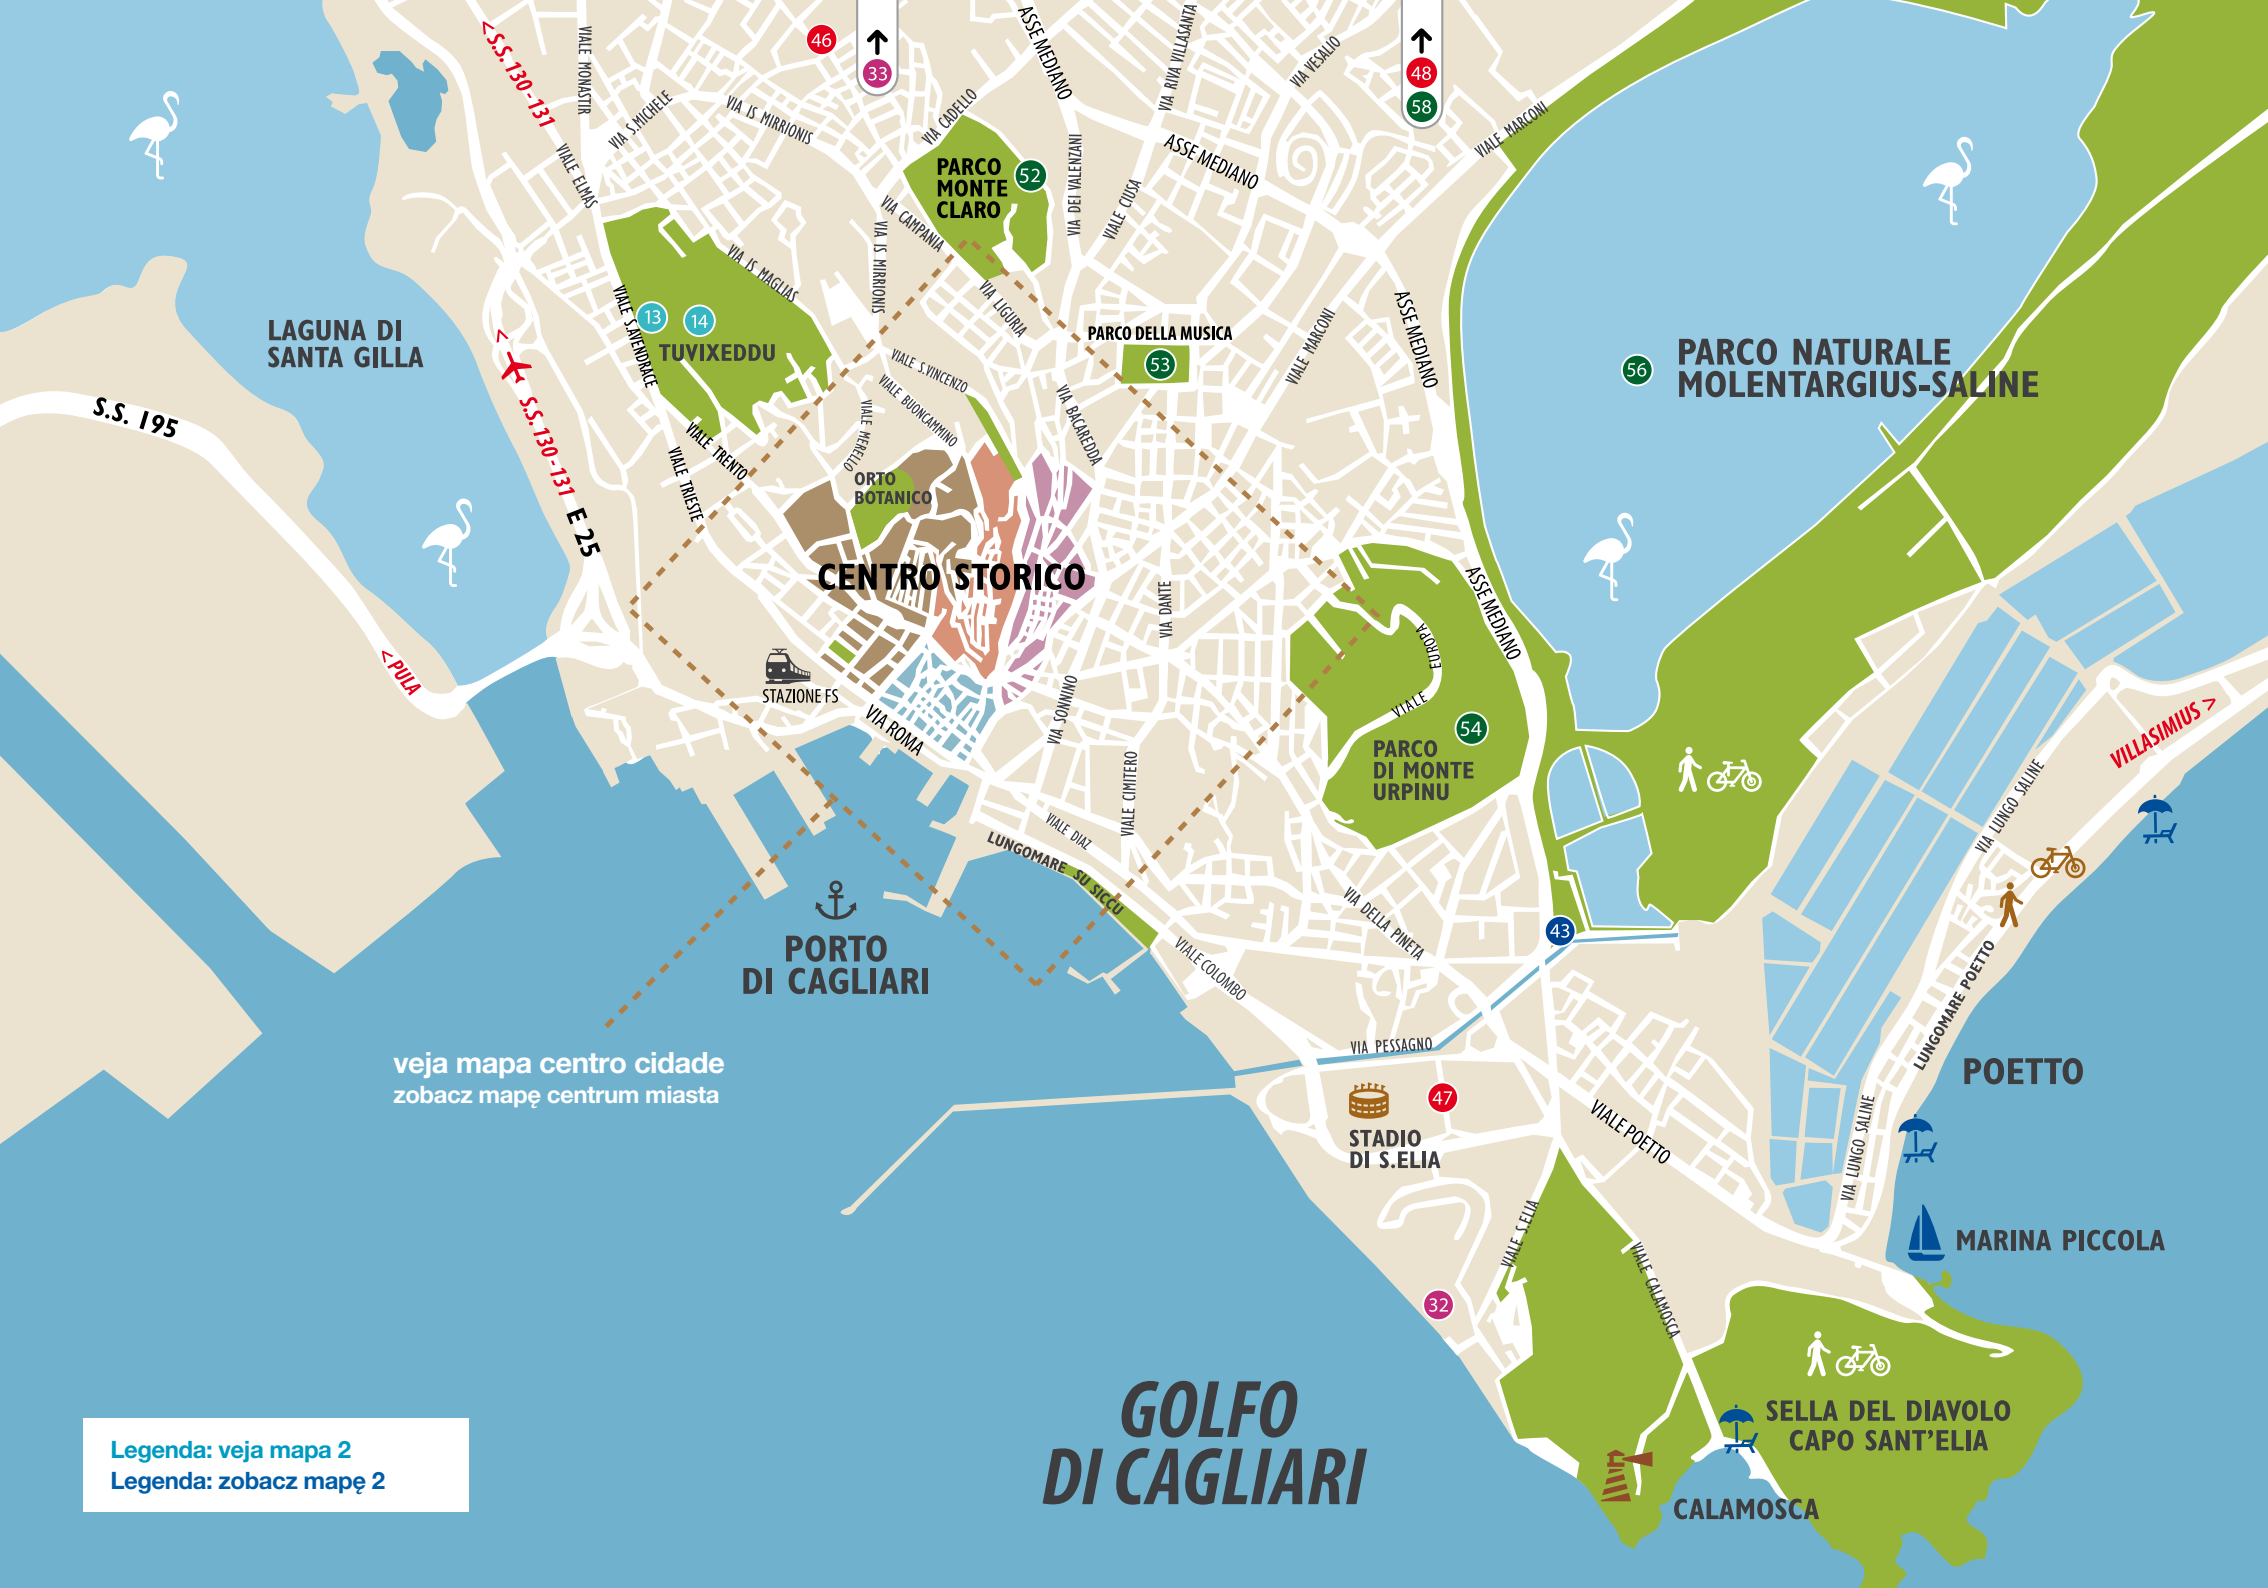 < S.S. 130-131
VIALE MONASTIR
46
33
ASSE MEDIANO
VIA RIVA VILLASANTA
VIA VESALIO
48
58
VIALE MARCONI
VIA S.MICHELE
VIA IS MIRRIONIS
VIA CADELLO
VIALE ELMAS
PARCO
MONTE
CLARO
52
VIA DEI VALENZANI
ASSE MEDIANO
VIALE CIUSA
VIA CAMPANIA
VIA IS MIRRIONIS
VIA IS MAGLIAS
VIA LIGURIA
VIALE S.AVENDRACE
13
14
TUVIXEDDU
LAGUNA DI
SANTA GILLA
PARCO DELLA MUSICA
53
VIALE MARCONI
ASSE MEDIANO
56
PARCO NATURALE
MOLENTARGIUS-SALINE
S.S. 195
< S.S. 130-131
E 25
VIALE S.VINCENZO
VIALE BUONCAMMINO
VIALE MERELLO
VIA BACAREDDA
VIALE TRENTO
VIALE TRIESTE
ORTO
BOTANICO
CENTRO STORICO
VIA DANTE
ASSE MEDIANO
VIALE EUROPA
< PULA
STAZIONE FS
VIA ROMA
VIA SONNINO
54
PARCO
DI MONTE
URPINU
VILLASIMIUS >
VIA LUNGO SALINE
VIALE CIMITERO
VIALE DIAZ
LUNGOMARE SU SICCU
VIA DELLA PINETA
43
PORTO
DI CAGLIARI
VIALE COLOMBO
LUNGOMARE POETTO
VIA PESSAGNO
veja mapa centro cidade
zobacz mapę centrum miasta
POETTO
47
STADIO
DI S.ELIA
VIALE POETTO
VIA LUNGO SALINE
VIALE S.ELIA
VIALE CALAMOSCA
MARINA PICCOLA
32
GOLFO
DI CAGLIARI
SELLA DEL DIAVOLO
CAPO SANT'ELIA
CALAMOSCA
Legenda: veja mapa 2
Legenda: zobacz mapę 2